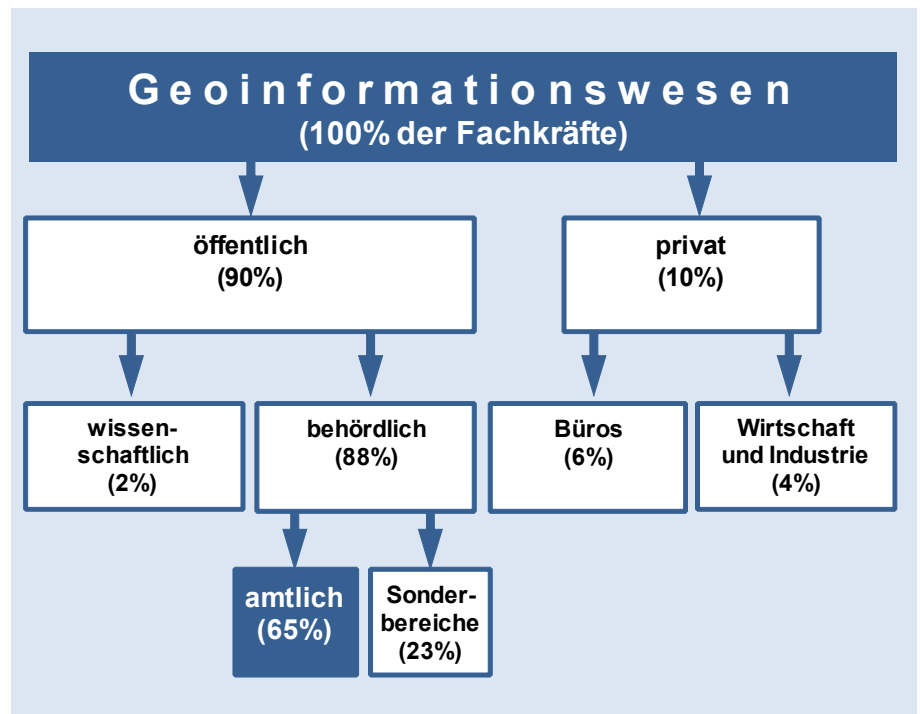 Geoinformationswesen
(100% der Fachkräfte)
öffentlich
(90%)
privat
(10%)
wissen-
schaftlich
(2%)
behördlich
(88%)
Büros
(6%)
Wirtschaft
und Industrie
(4%)
amtlich
(65%)
Sonder-
bereiche
(23%)